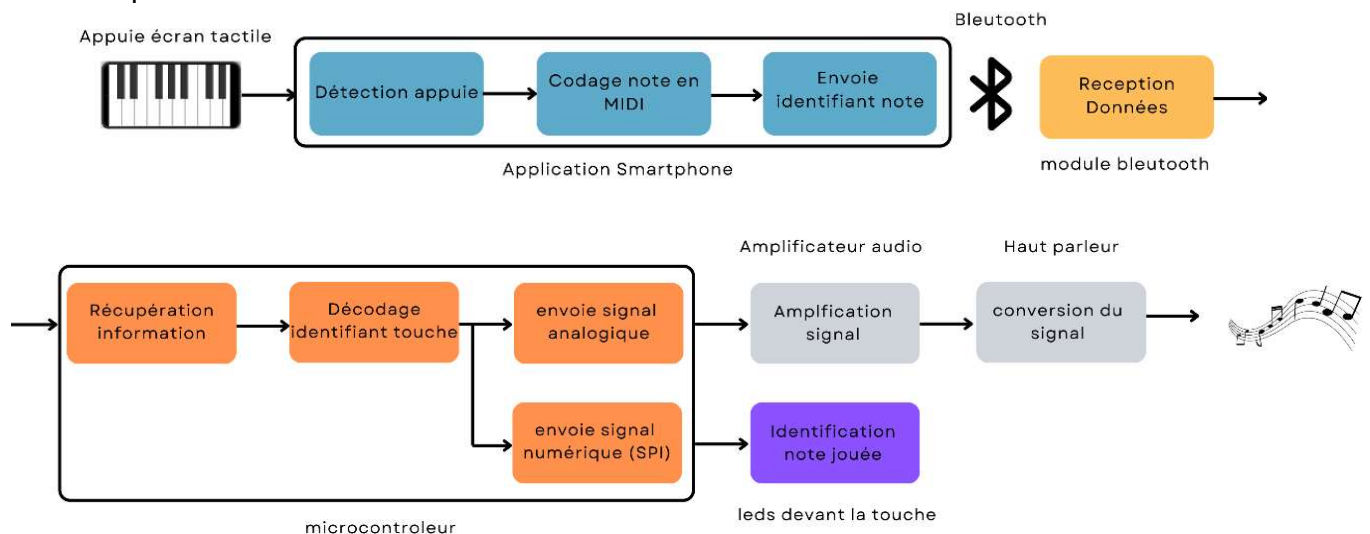 Bleutooth
Appuie écran tactile
Détection appuie
Codage note en
MIDI
Envoie
identifiant note
Reception
Données
Application Smartphone
module bleutooth
Amplificateur audio
Haut parleur
Récupération
information
Décodage
identifiant touche
envoie signal
analogique
Amplfication
signal
conversion du
signal
envoie signal
numérique (SPI)
Identification
note jouée
leds devant la touche
microcontroleur